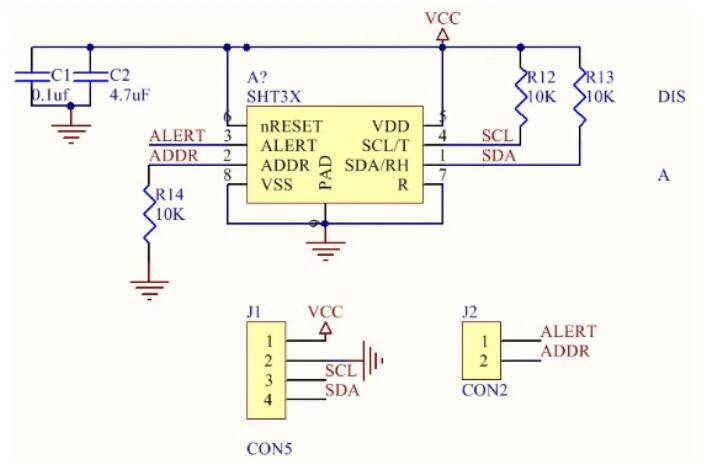 VCC
C1
0.1uf
C2
4.7uF
A?
SHT3X
R12
10K
R13
10K
DIS
6
nRESET
VDD
5
ALERT
3
ALERT
SCL/T
4
SCL
ADDR
2
ADDR
SDA/RH
1
SDA
8
VSS
PAD
R
7
A
R14
10K
9
J1
VCC
1
2
3
SCL
4
SDA
CON5
J2
1
ALERT
2
ADDR
CON2